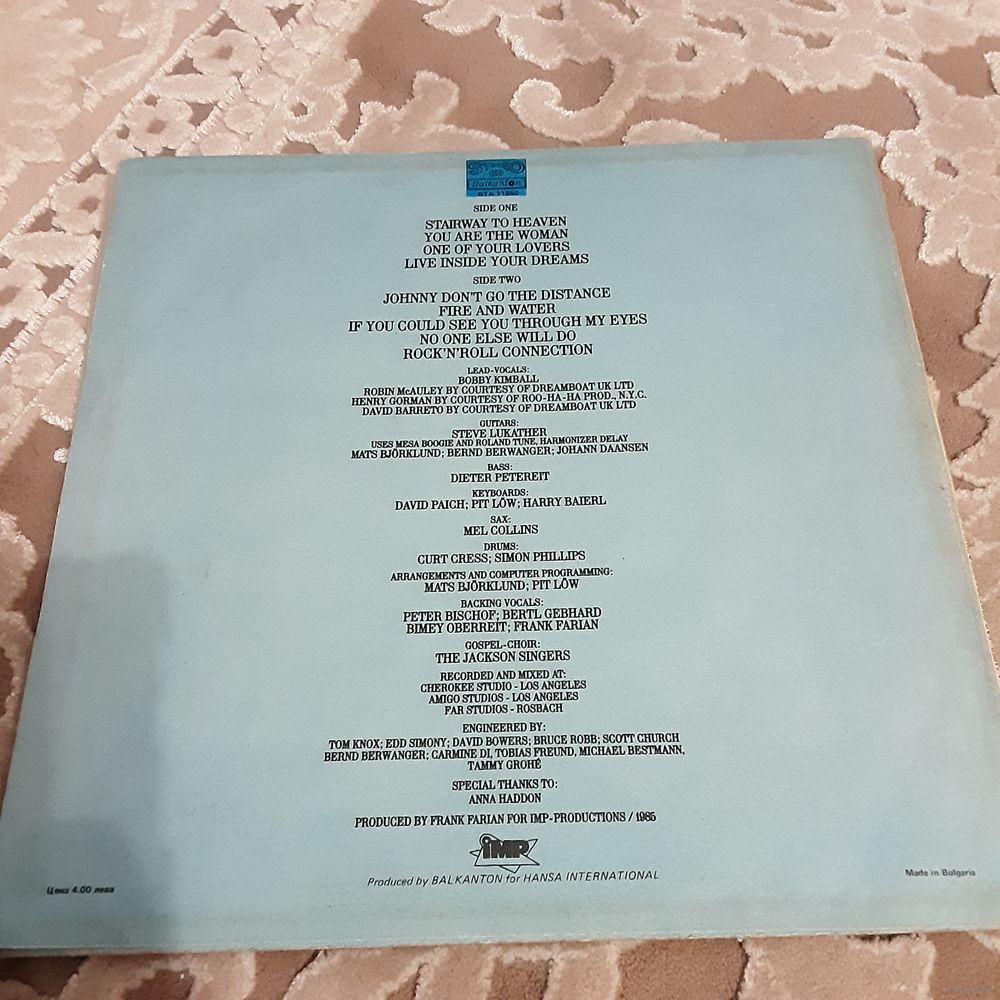 STEREO
Balkanton
BTA 11950
SIDE ONE
STAIRWAY TO HEAVEN
YOU ARE THE WOMAN
ONE OF YOUR LOVERS
LIVE INSIDE YOUR DREAMS
SIDE TWO
JOHNNY DON'T GO THE DISTANCE
FIRE AND WATER
IF YOU COULD SEE YOU THROUGH MY EYES
NO ONE ELSE WILL DO
ROCK'N'ROLL CONNECTION
LEAD-VOCALS:
BOBBY KIMBALL
ROBIN McAULEY BY COURTESY OF DREAMBOAT UK LTD
HENRY GORMAN BY COURTESY OF ROO-HA-HA PROD., N.Y.C.
DAVID BARRETO BY COURTESY OF DREAMBOAT UK LTD
GUITARS:
STEVE LUKATHER
USES MESA BOOGIE AND ROLAND TUNE, HARMONIZER DELAY
MATS BJÖRKLUND; BERND BERWANGER; JOHANN DAANSEN
BASS:
DIETER PETEREIT
KEYBOARDS:
DAVID PAICH; PIT LÖW; HARRY BAIERL
SAX:
MEL COLLINS
DRUMS:
CURT CRESS; SIMON PHILLIPS
ARRANGEMENTS AND COMPUTER PROGRAMMING:
MATS BJÖRKLUND; PIT LÖW
BACKING VOCALS:
PETER BISCHOF; BERTL GEBHARD
BIMEY OBERREIT; FRANK FARIAN
GOSPEL-CHOIR:
THE JACKSON SINGERS
RECORDED AND MIXED AT:
CHEROKEE STUDIO - LOS ANGELES
AMIGO STUDIOS - LOS ANGELES
FAR STUDIOS - ROSBACH
ENGINEERED BY:
TOM KNOX; EDD SIMONY; DAVID BOWERS; BRUCE ROBB; SCOTT CHURCH
BERND BERWANGER; CARMINE DI, TOBIAS FREUND, MICHAEL BESTMANN,
TAMMY GROHÉ
SPECIAL THANKS TO:
ANNA HADDON
PRODUCED BY FRANK FARIAN FOR IMP-PRODUCTIONS / 1985
IMP
Produced by BALKANTON for HANSA INTERNATIONAL
Цена 4.00 лева
Made in Bulgaria